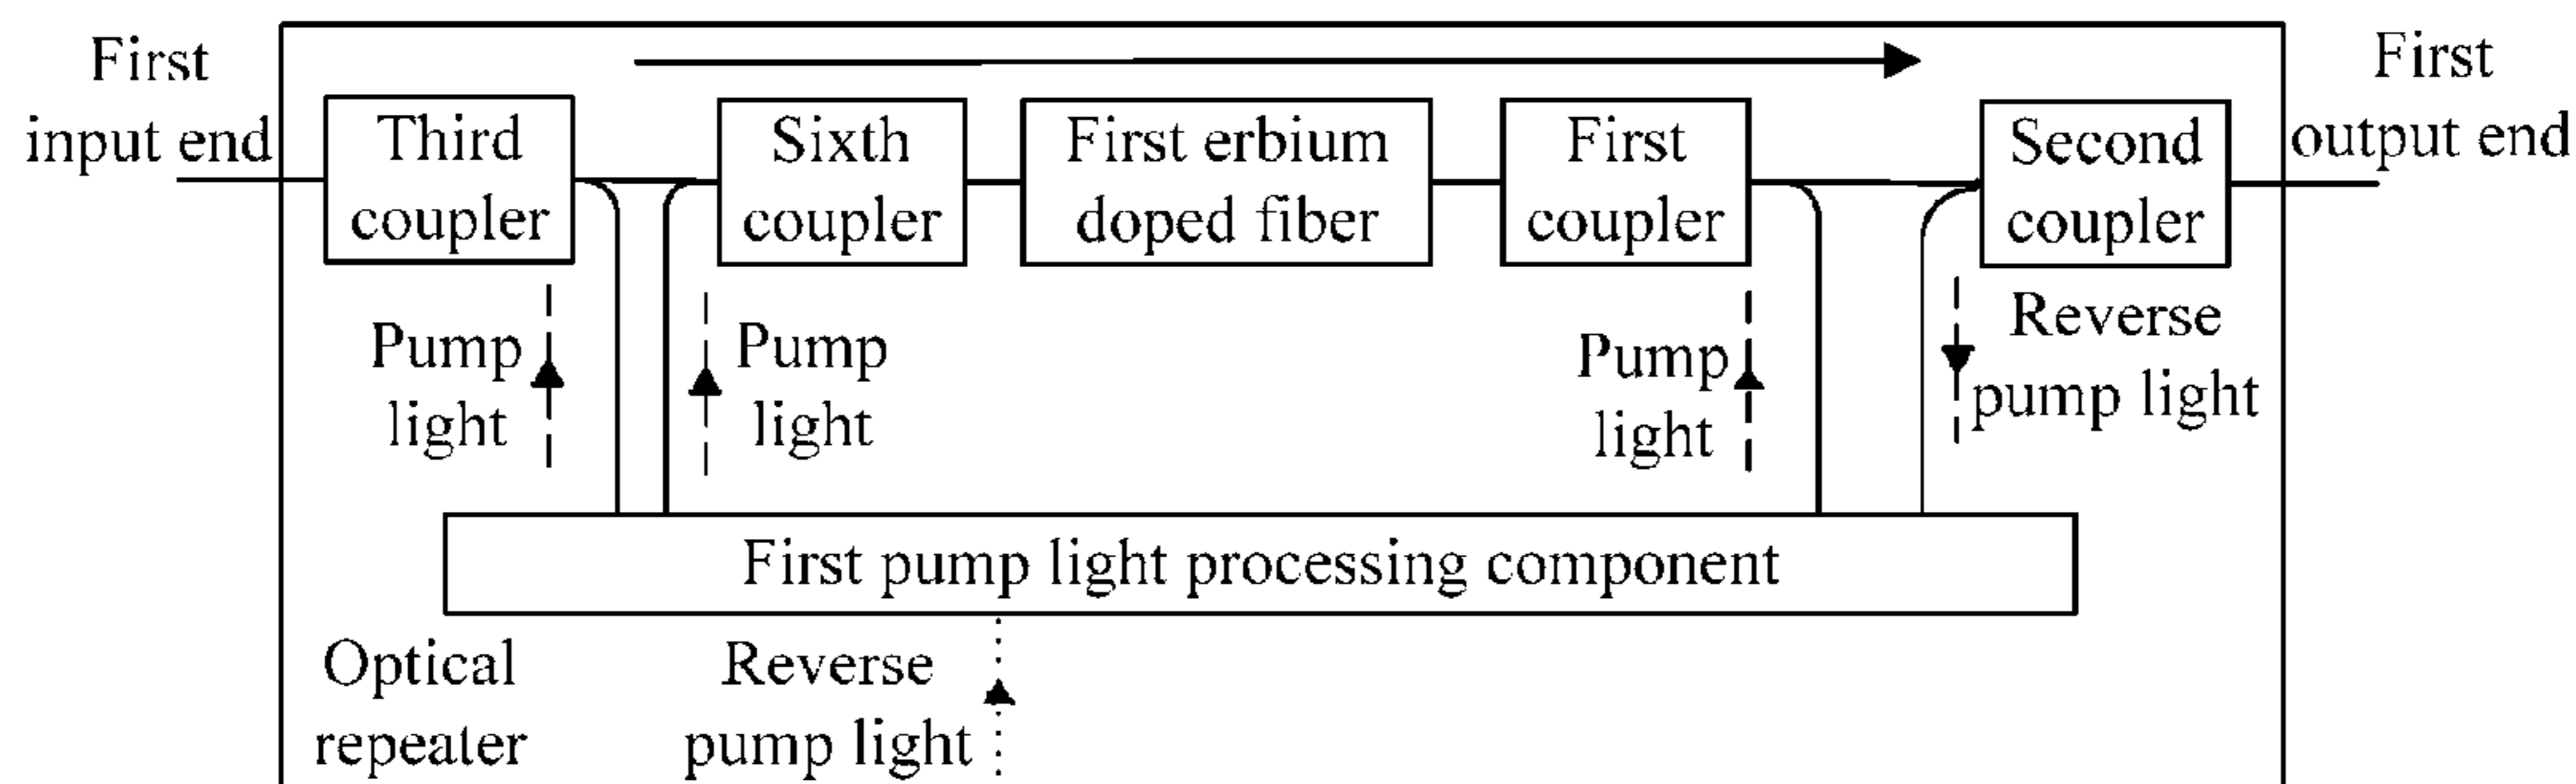 First
input end
Third
coupler
Sixth
coupler
First erbium
doped fiber
First
coupler
Second
coupler
First
output end
Pump
light
Pump
light
Pump
light
Reverse
pump light
First pump light processing component
Optical
repeater
Reverse
pump light